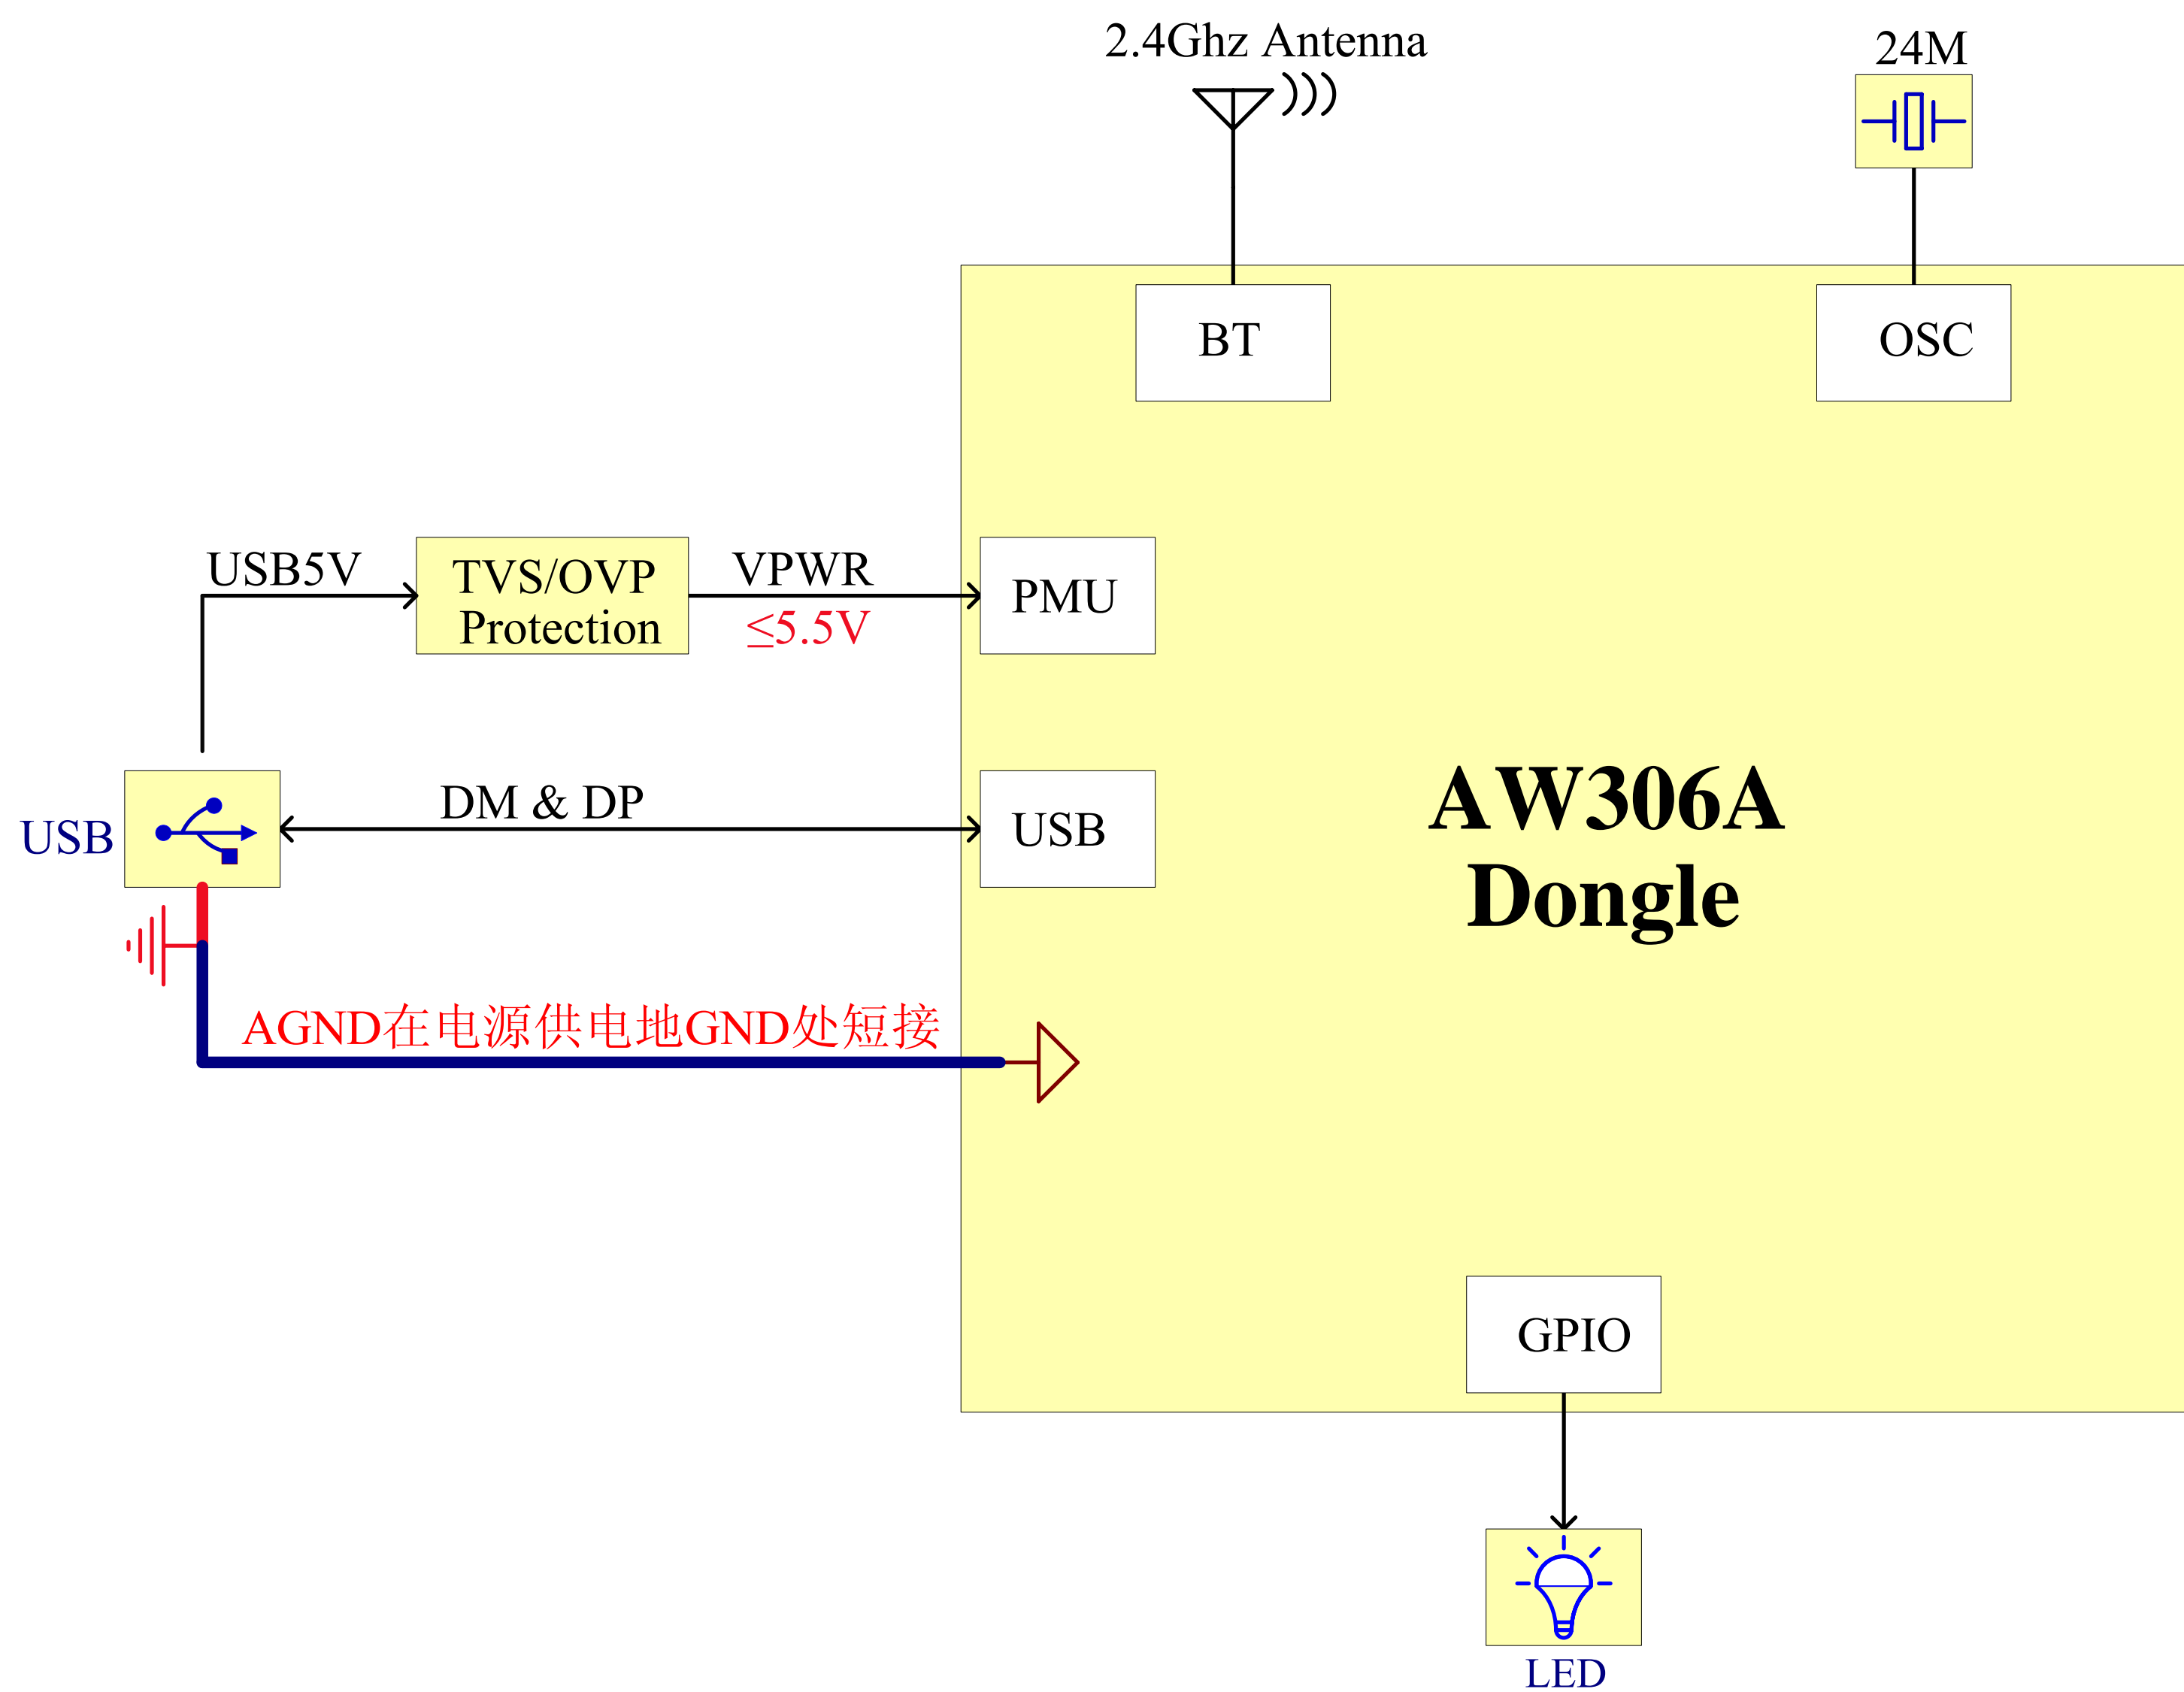 2.4Ghz Antenna
24M
BT
OSC
USB5V
TVS/OVP
Protection
VPWR
≤5.5V
PMU
USB
DM & DP
USB
AW306A
Dongle
AGND在电源供电地GND处短接
GPIO
LED